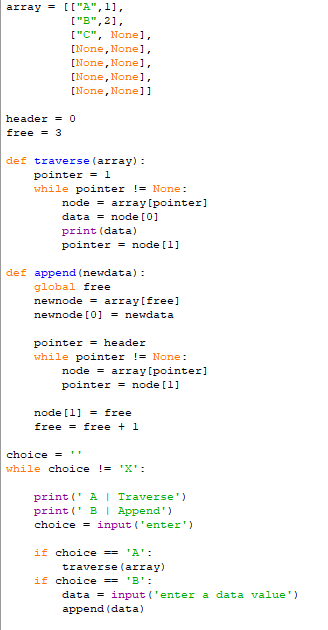 array = [["A",1],
         ["B",2],
         ["C", None],
         [None,None],
         [None,None],
         [None,None],
         [None,None]]

header = 0
free = 3

def traverse(array):
    pointer = 1
    while pointer != None:
        node = array[pointer]
        data = node[0]
        print(data)
        pointer = node[1]

def append(newdata):
    global free
    newnode = array[free]
    newnode[0] = newdata

    pointer = header
    while pointer != None:
        node = array[pointer]
        pointer = node[1]

    node[1] = free
    free = free + 1

choice = ''
while choice != 'X':

    print(' A | Traverse')
    print(' B | Append')
    choice = input('enter')

    if choice == 'A':
        traverse(array)
    if choice == 'B':
        data = input('enter a data value')
        append(data)